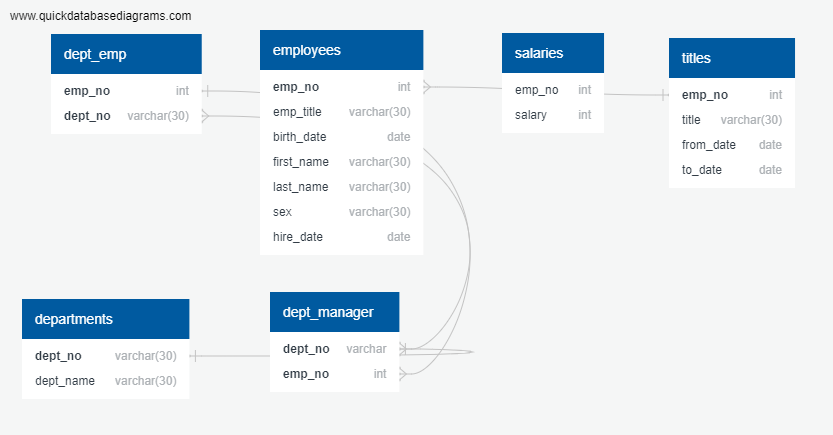 www.quickdatabasediagrams.com
dept_emp
emp_no int
dept_no varchar(30)
employees
emp_no int
emp_title varchar(30)
birth_date date
first_name varchar(30)
last_name varchar(30)
sex varchar(30)
hire_date date
salaries
emp_no int
salary int
titles
emp_no int
title varchar(30)
from_date date
to_date date
departments
dept_no varchar(30)
dept_name varchar(30)
dept_manager
dept_no varchar
emp_no int